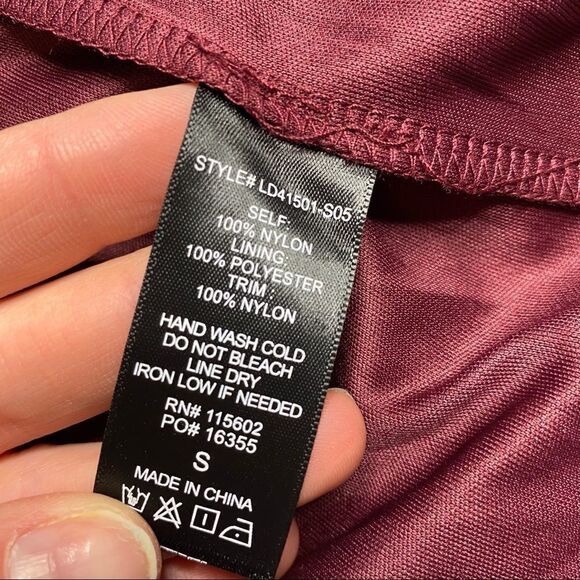 STYLE# LD41501-S05
SELF:
100% NYLON
LINING:
100% POLYESTER
TRIM:
100% NYLON
HAND WASH COLD
DO NOT BLEACH
LINE DRY
IRON LOW IF NEEDED
RN# 115602
PO# 16355
S
MADE IN CHINA